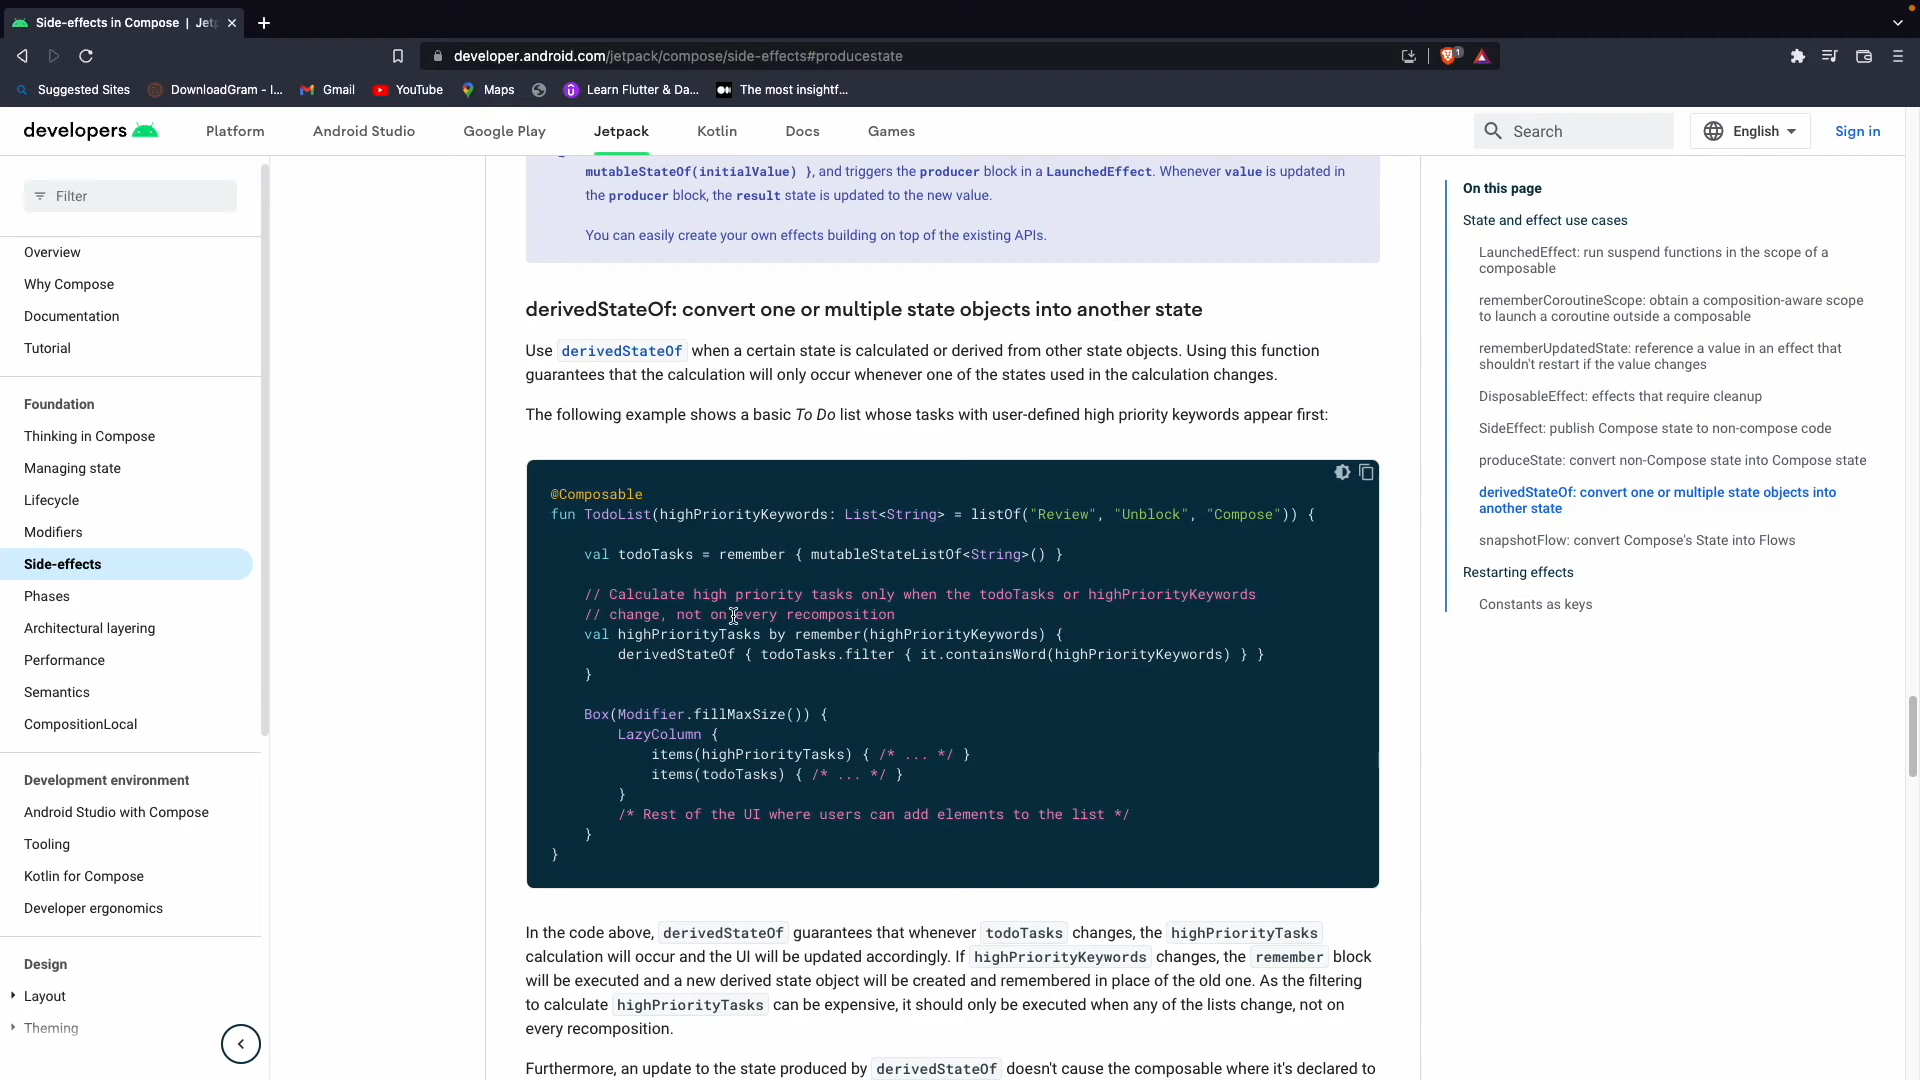 Side-effects in Compose | Jetp
developer.android.com/jetpack/compose/side-effects#producestate
1
Suggested Sites
DownloadGram - I...
Gmail
YouTube
Maps
Learn Flutter & Da...
The most insightf...
developers
Platform
Android Studio
Google Play
Jetpack
Kotlin
Docs
Games
Search
English
Sign in
Filter
Overview
Why Compose
Documentation
Tutorial
Foundation
Thinking in Compose
Managing state
Lifecycle
Modifiers
Side-effects
Phases
Architectural layering
Performance
Semantics
CompositionLocal
Development environment
Android Studio with Compose
Tooling
Kotlin for Compose
Developer ergonomics
Design
Layout
Theming
mutableStateOf(initialValue) }, and triggers the producer block in a LaunchedEffect. Whenever value is updated in
the producer block, the result state is updated to the new value.
You can easily create your own effects building on top of the existing APIs.
derivedStateOf: convert one or multiple state objects into another state
Use derivedStateOf when a certain state is calculated or derived from other state objects. Using this function
guarantees that the calculation will only occur whenever one of the states used in the calculation changes.
The following example shows a basic To Do list whose tasks with user-defined high priority keywords appear first:
@Composable
fun TodoList(highPriorityKeywords: List<String> = listOf("Review", "Unblock", "Compose")) {
val todoTasks = remember { mutableStateListOf<String>() }
// Calculate high priority tasks only when the todoTasks or highPriorityKeywords
// change, not on every recomposition
val highPriorityTasks by remember(highPriorityKeywords) {
derivedStateOf { todoTasks.filter { it.containsWord(highPriorityKeywords) } }
}
Box(Modifier.fillMaxSize()) {
LazyColumn {
items(highPriorityTasks) { /* ... */ }
items(todoTasks) { /* ... */ }
}
/* Rest of the UI where users can add elements to the list */
}
}
In the code above, derivedStateOf guarantees that whenever todoTasks changes, the highPriorityTasks
calculation will occur and the UI will be updated accordingly. If highPriorityKeywords changes, the remember block
will be executed and a new derived state object will be created and remembered in place of the old one. As the filtering
to calculate highPriorityTasks can be expensive, it should only be executed when any of the lists change, not on
every recomposition.
Furthermore, an update to the state produced by derivedStateOf doesn't cause the composable where it's declared to
On this page
State and effect use cases
LaunchedEffect: run suspend functions in the scope of a
composable
rememberCoroutineScope: obtain a composition-aware scope
to launch a coroutine outside a composable
rememberUpdatedState: reference a value in an effect that
shouldn't restart if the value changes
DisposableEffect: effects that require cleanup
SideEffect: publish Compose state to non-compose code
produceState: convert non-Compose state into Compose state
derivedStateOf: convert one or multiple state objects into
another state
snapshotFlow: convert Compose's State into Flows
Restarting effects
Constants as keys